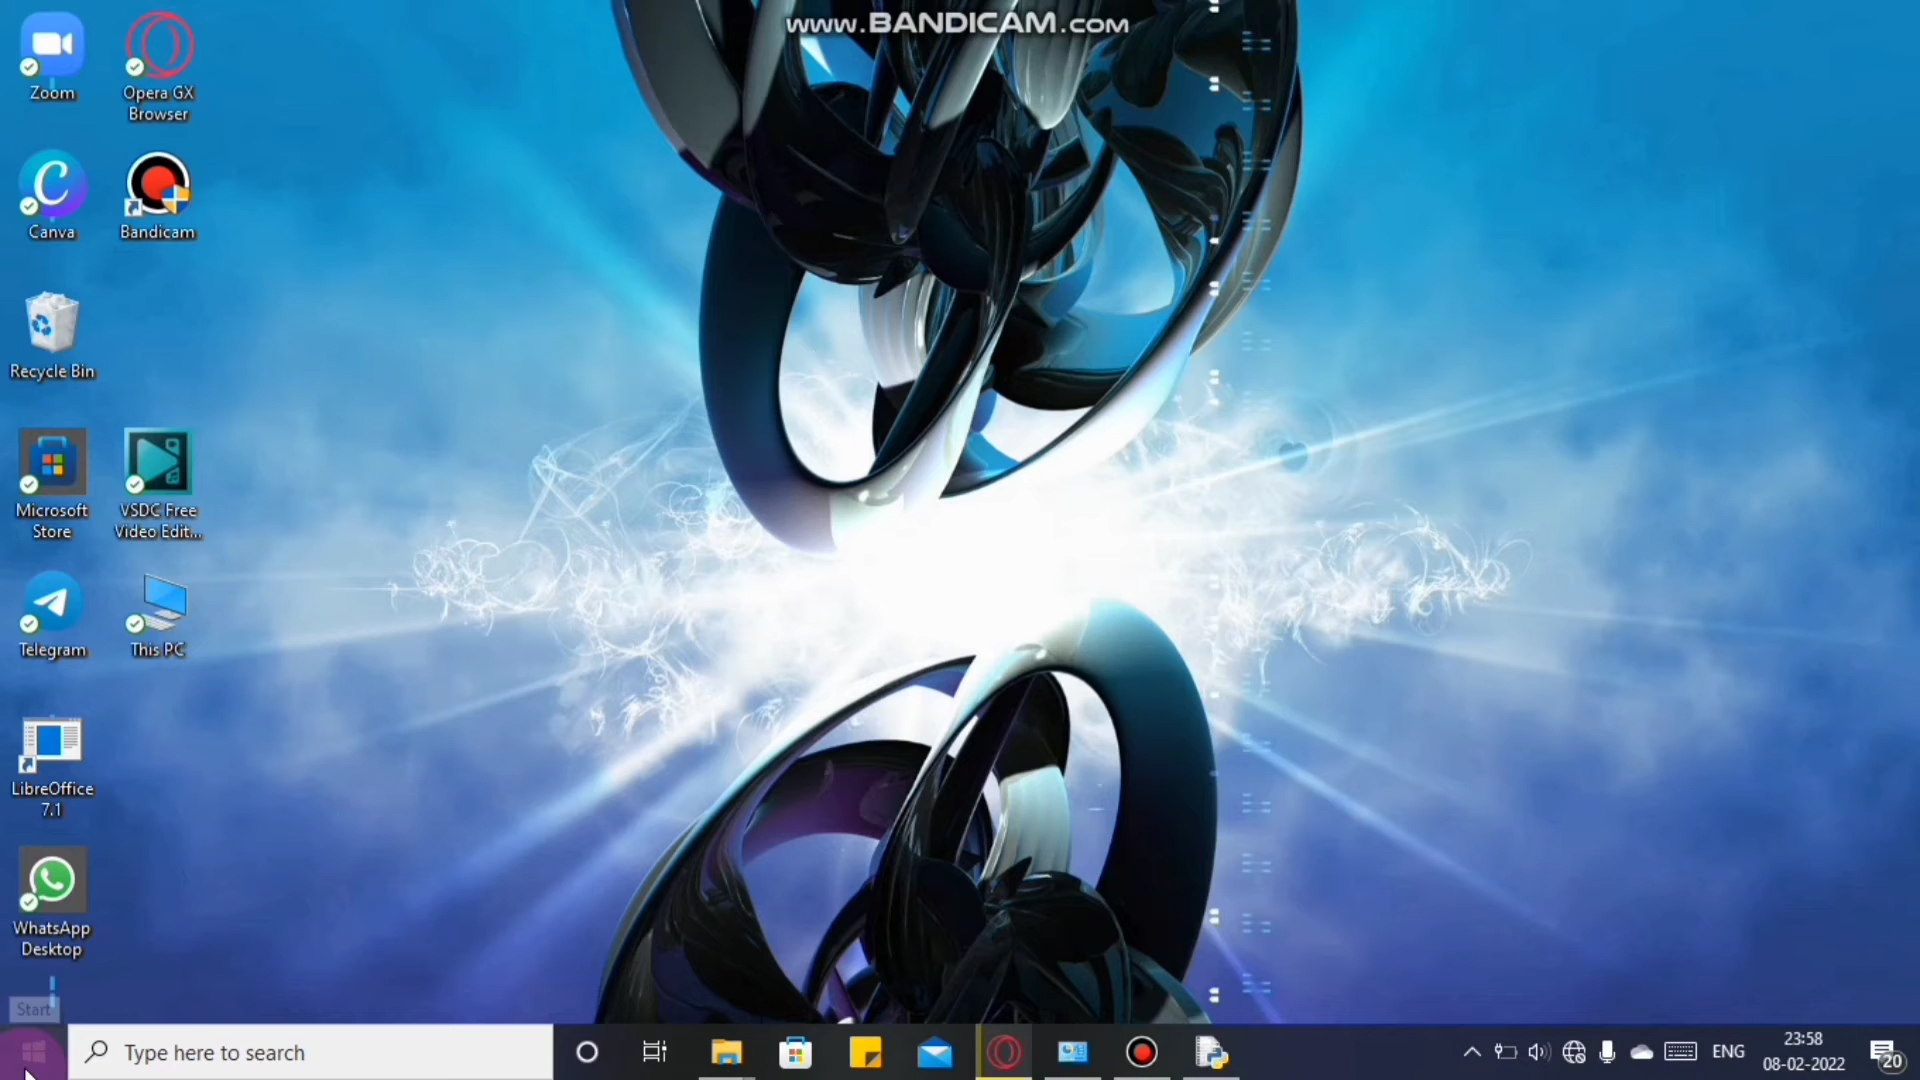 www.BANDICAM.com
Zoom
Opera GX
Browser
Canva
Bandicam
Recycle Bin
Microsoft
Store
VSDC Free
Video Edit...
Telegram
This PC
LibreOffice
7.1
WhatsApp
Desktop
Start
Type here to search
ENG
23:58
08-02-2022
20